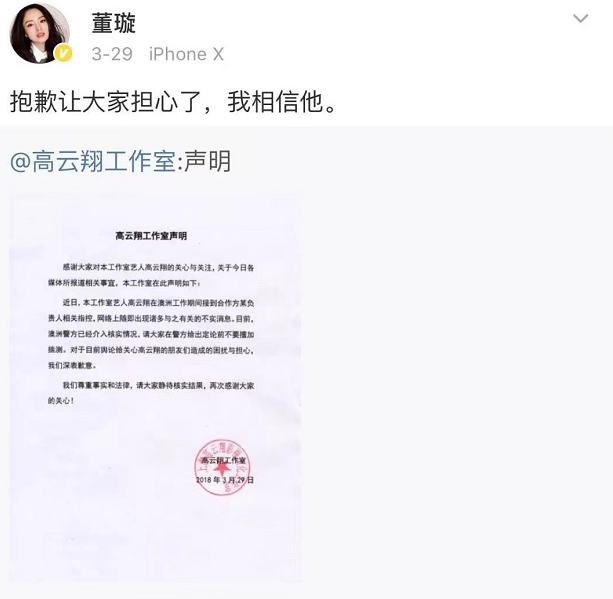 董璇
3-29 iPhone X
抱歉让大家担心了，我相信他。
@高云翔工作室:声明
高云翔工作室声明
感谢大家对本工作室艺人高云翔的关心与关注，关于今日各
媒体所报道相关事宜，本工作室在此声明如下：
近日，本工作室艺人高云翔在澳洲工作期间接到合作方某负
责人相关指控，网络上随即出现诸多与之有关的不实消息。目前，
澳洲警方已经介入核实情况，请大家在警方给出定论前不要擅加
揣测。对于目前舆论给关心高云翔的朋友们造成的困扰与担心，
我们深表歉意。
我们尊重事实和法律，请大家静待核实结果，再次感谢大家
的关心！
高云翔工作室
2018 年 3 月 29 日